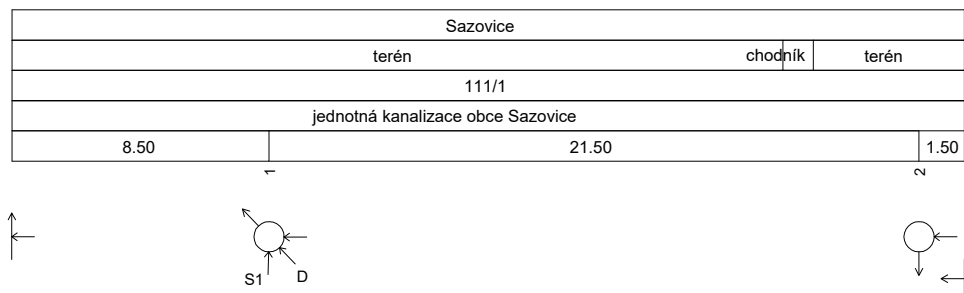 Sazovice
terén chodník terén
111/1
jednotná kanalizace obce Sazovice
8.50 21.50 1.50
1 2
S1 D